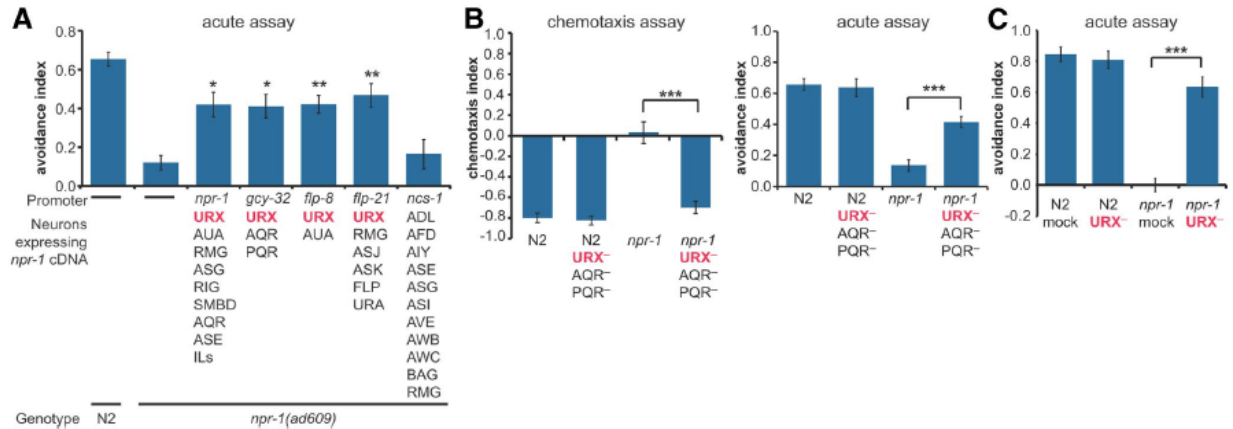 A
acute assay
avoidance index
0.8
0.6
0.4
0.2
0.0
* * ** **
Promoter npr-1 gcy-32 flp-8 flp-21 ncs-1
Neurons expressing npr-1 cDNA
URX
AUA
RMG
ASG
RIG
SMBD
AQR
ASE
ILs
URX
AQR
PQR
URX
AUA
URX
RMG
ASJ
ASK
FLP
URA
ADL
AFD
AIY
ASE
ASG
ASI
AVE
AWB
AWC
BAG
RMG
Genotype N2 npr-1(ad609)
B
chemotaxis assay
chemotaxis index
1.0
0.8
0.6
0.4
0.2
0.0
-0.2
-0.4
-0.6
-0.8
-1.0
***
N2
N2
URX–
AQR–
PQR–
npr-1
npr-1
URX–
AQR–
PQR–
acute assay
avoidance index
1.0
0.8
0.6
0.4
0.2
0.0
***
N2
N2
URX–
AQR–
PQR–
npr-1
npr-1
URX–
AQR–
PQR–
C
acute assay
avoidance index
1.0
0.8
0.6
0.4
0.2
0.0
-0.2
***
N2
mock
N2
URX–
npr-1
mock
npr-1
URX–